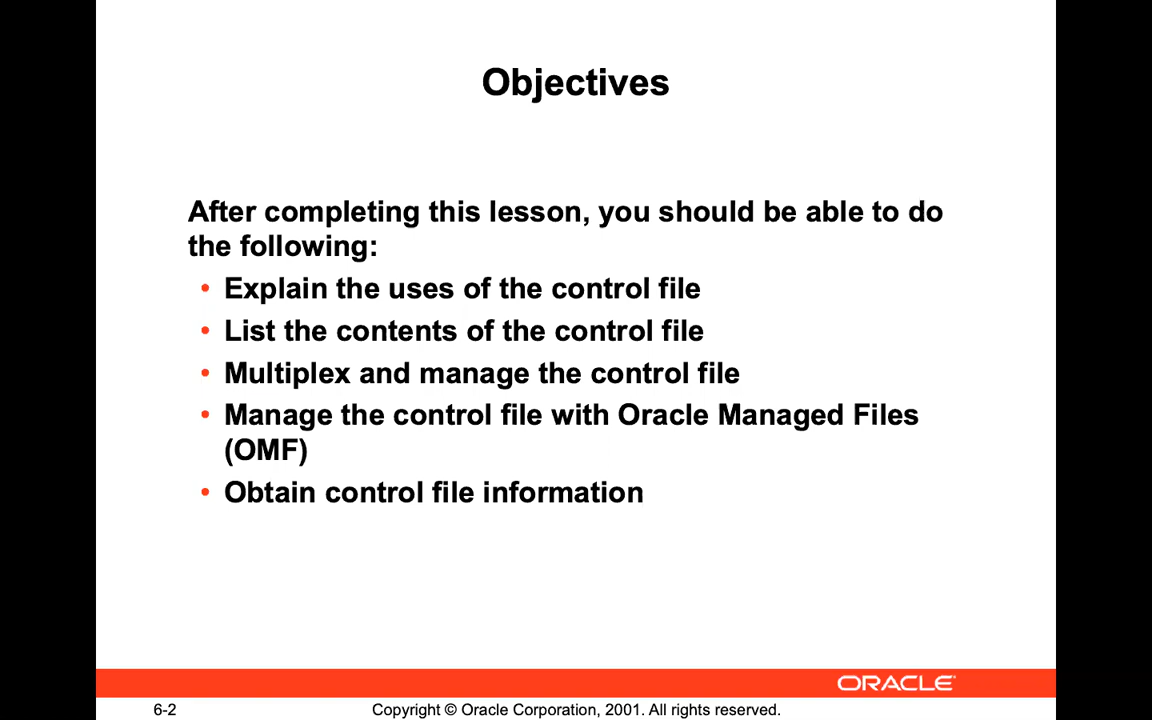 Objectives
After completing this lesson, you should be able to do
the following:
• Explain the uses of the control file
• List the contents of the control file
• Multiplex and manage the control file
• Manage the control file with Oracle Managed Files
(OMF)
• Obtain control file information
ORACLE
6-2 Copyright © Oracle Corporation, 2001. All rights reserved.